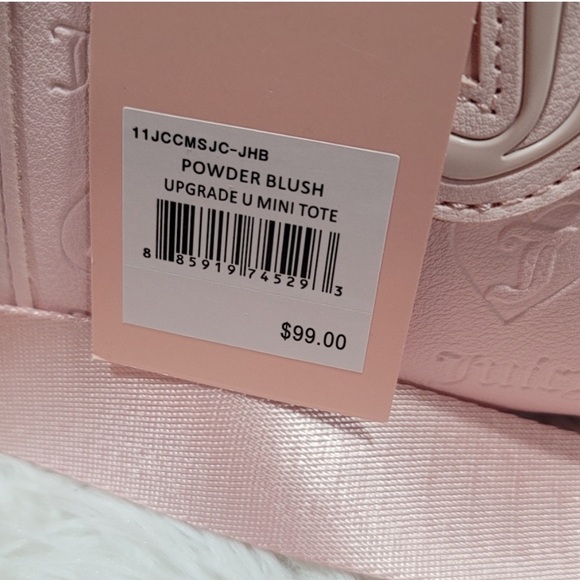 11JCCMSJC-JHB
POWDER BLUSH
UPGRADE U MINI TOTE
8 85919 74529 3
$99.00